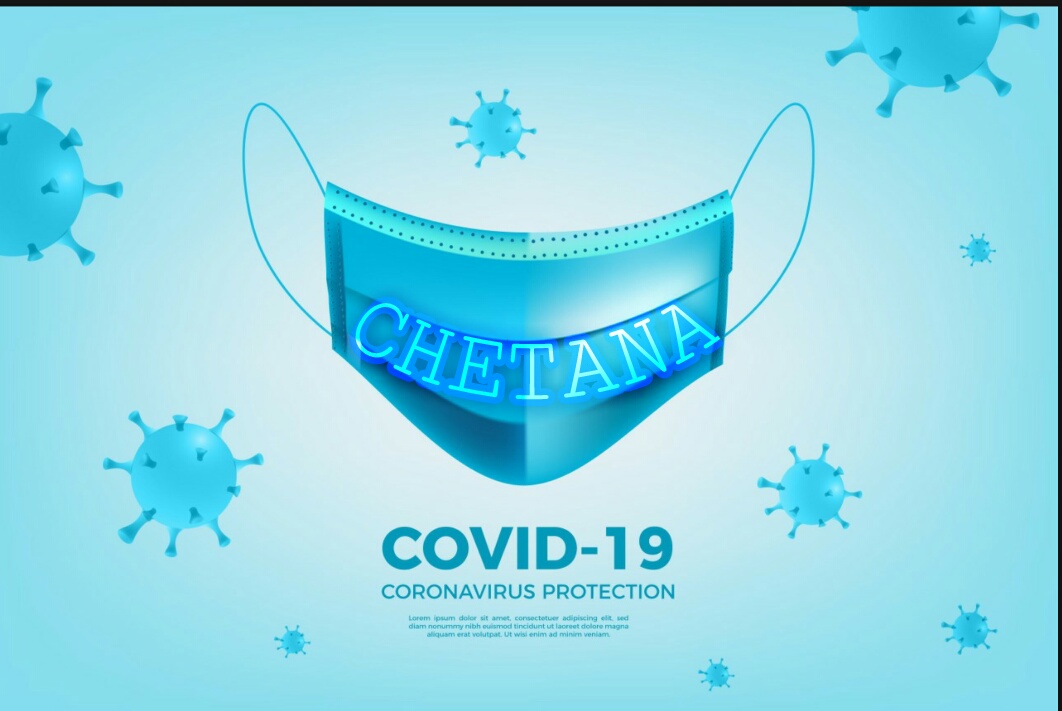 CHETANA
COVID-19
CORONAVIRUS PROTECTION
Lorem ipsum dolor sit amet, consectetuer adipiscing elit, sed
diam nonummy nibh euismod tincidunt ut laoreet dolore magna
aliquam erat volutpat. Ut wisi enim ad minim veniam.